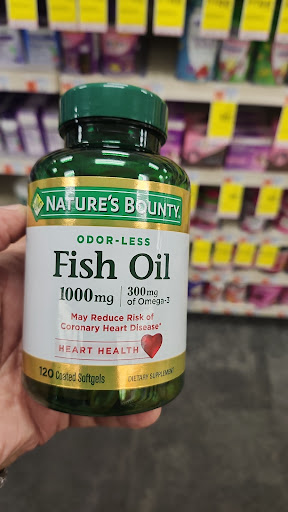 NATURE'S BOUNTY
ODOR-LESS
Fish Oil
1000mg | 300mg
of Omega-3
May Reduce Risk of
Coronary Heart Disease*
HEART HEALTH
120 Coated Softgels DIETARY SUPPLEMENT